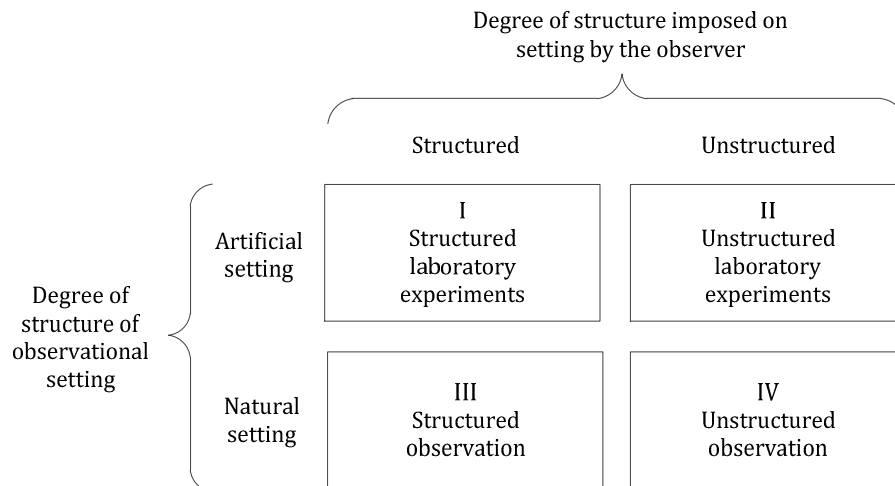 Degree of structure imposed on
setting by the observer
Structured
Unstructured
Degree of
structure of
observational
setting
Artificial
setting
I
Structured
laboratory
experiments
II
Unstructured
laboratory
experiments
Natural
setting
III
Structured
observation
IV
Unstructured
observation